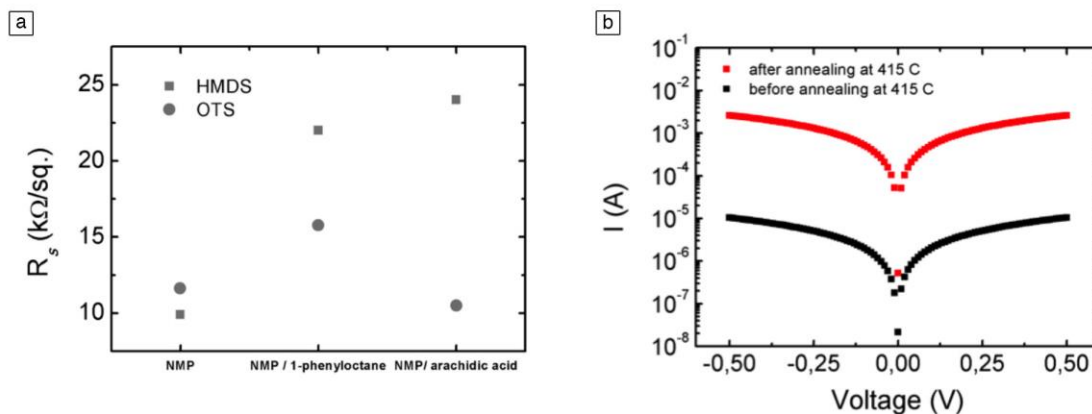 a
25
20
15
10
R_s (kΩ/sq.)
HMDS
OTS
NMP
NMP / 1-phenyloctane
NMP/ arachidic acid
b
10⁻¹
10⁻²
10⁻³
10⁻⁴
10⁻⁵
10⁻⁶
10⁻⁷
10⁻⁸
I (A)
after annealing at 415 C
before annealing at 415 C
-0,50
-0,25
0,00
0,25
0,50
Voltage (V)